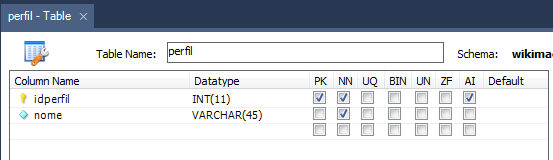 perfil - Table
Table Name: perfil Schema:
Column Name Datatype PK NN UQ BIN UN ZF AI Default
idperfil INT(11)
nome VARCHAR(45)